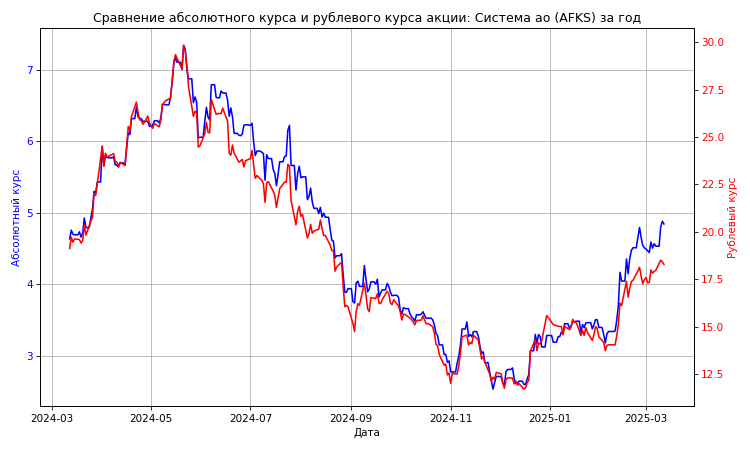 Сравнение абсолютного курса и рублевого курса акции: Система ао (AFKS) за год
30.0
7
27.5
6
25.0
22.5
5
20.0
4
17.5
15.0
3
12.5
Абсолютный курс
Рублевый курс
2024-03 2024-05 2024-07 2024-09 2024-11 2025-01 2025-03
Дата